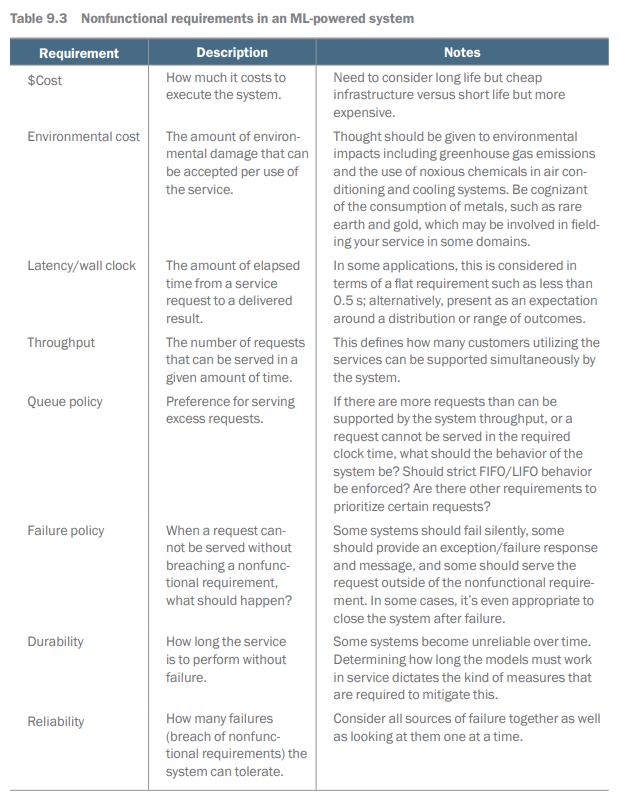 Table 9.3 Nonfunctional requirements in an ML-powered system
Requirement
Description
Notes
$Cost
How much it costs to
execute the system.
Need to consider long life but cheap
infrastructure versus short life but more
expensive.
Environmental cost
The amount of environ-
mental damage that can
be accepted per use of
the service.
Thought should be given to environmental
impacts including greenhouse gas emissions
and the use of noxious chemicals in air con-
ditioning and cooling systems. Be cognizant
of the consumption of metals, such as rare
earth and gold, which may be involved in field-
ing your service in some domains.
Latency/wall clock
The amount of elapsed
time from a service
request to a delivered
result.
In some applications, this is considered in
terms of a flat requirement such as less than
0.5 s; alternatively, present as an expectation
around a distribution or range of outcomes.
Throughput
The number of requests
that can be served in a
given amount of time.
This defines how many customers utilizing the
services can be supported simultaneously by
the system.
Queue policy
Preference for serving
excess requests.
If there are more requests than can be
supported by the system throughput, or a
request cannot be served in the required
clock time, what should the behavior of the
system be? Should strict FIFO/LIFO behavior
be enforced? Are there other requirements to
prioritize certain requests?
Failure policy
When a request can-
not be served without
breaching a nonfunc-
tional requirement,
what should happen?
Some systems should fail silently, some
should provide an exception/failure response
and message, and some should serve the
request outside of the nonfunctional require-
ment. In some cases, it's even appropriate to
close the system after failure.
Durability
How long the service
is to perform without
failure.
Some systems become unreliable over time.
Determining how long the models must work
in service dictates the kind of measures that
are required to mitigate this.
Reliability
How many failures
(breach of nonfunc-
tional requirements) the
system can tolerate.
Consider all sources of failure together as well
as looking at them one at a time.